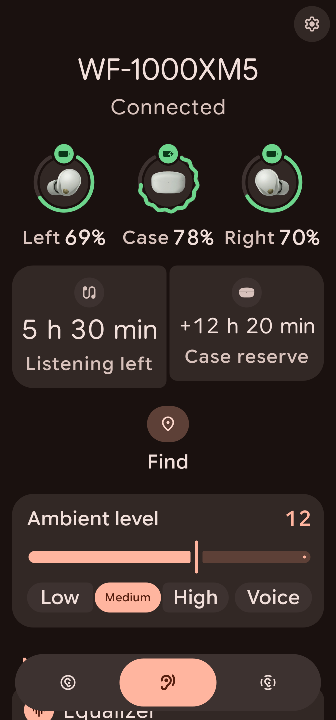 WF-1000XM5
Connected
Left 69% Case 78% Right 70%
5 h 30 min
Listening left
+12 h 20 min
Case reserve
Find
Ambient level 12
Low Medium High Voice
Equalizer